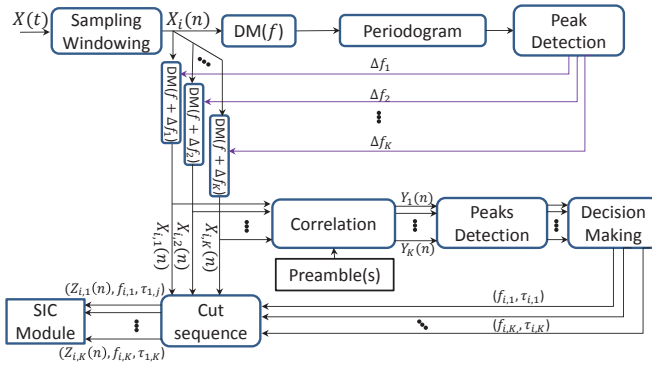 X(t)
Sampling
Windowing
X_i(n)
DM(f)
Periodogram
Peak
Detection
Δf_1
Δf_2
Δf_K
DM(f + Δf_1)
DM(f + Δf_2)
DM(f + Δf_K)
X_{i,1}(n)
X_{i,2}(n)
X_{i,K}(n)
Correlation
Y_1(n)
Y_K(n)
Peaks
Detection
Decision
Making
Preamble(s)
(Z_{i,1}(n), f_{i,1}, τ_{1,j})
(f_{i,1}, τ_{i,1})
SIC
Module
Cut
sequence
(f_{i,K}, τ_{i,K})
(Z_{i,K}(n), f_{i,K}, τ_{1,K})